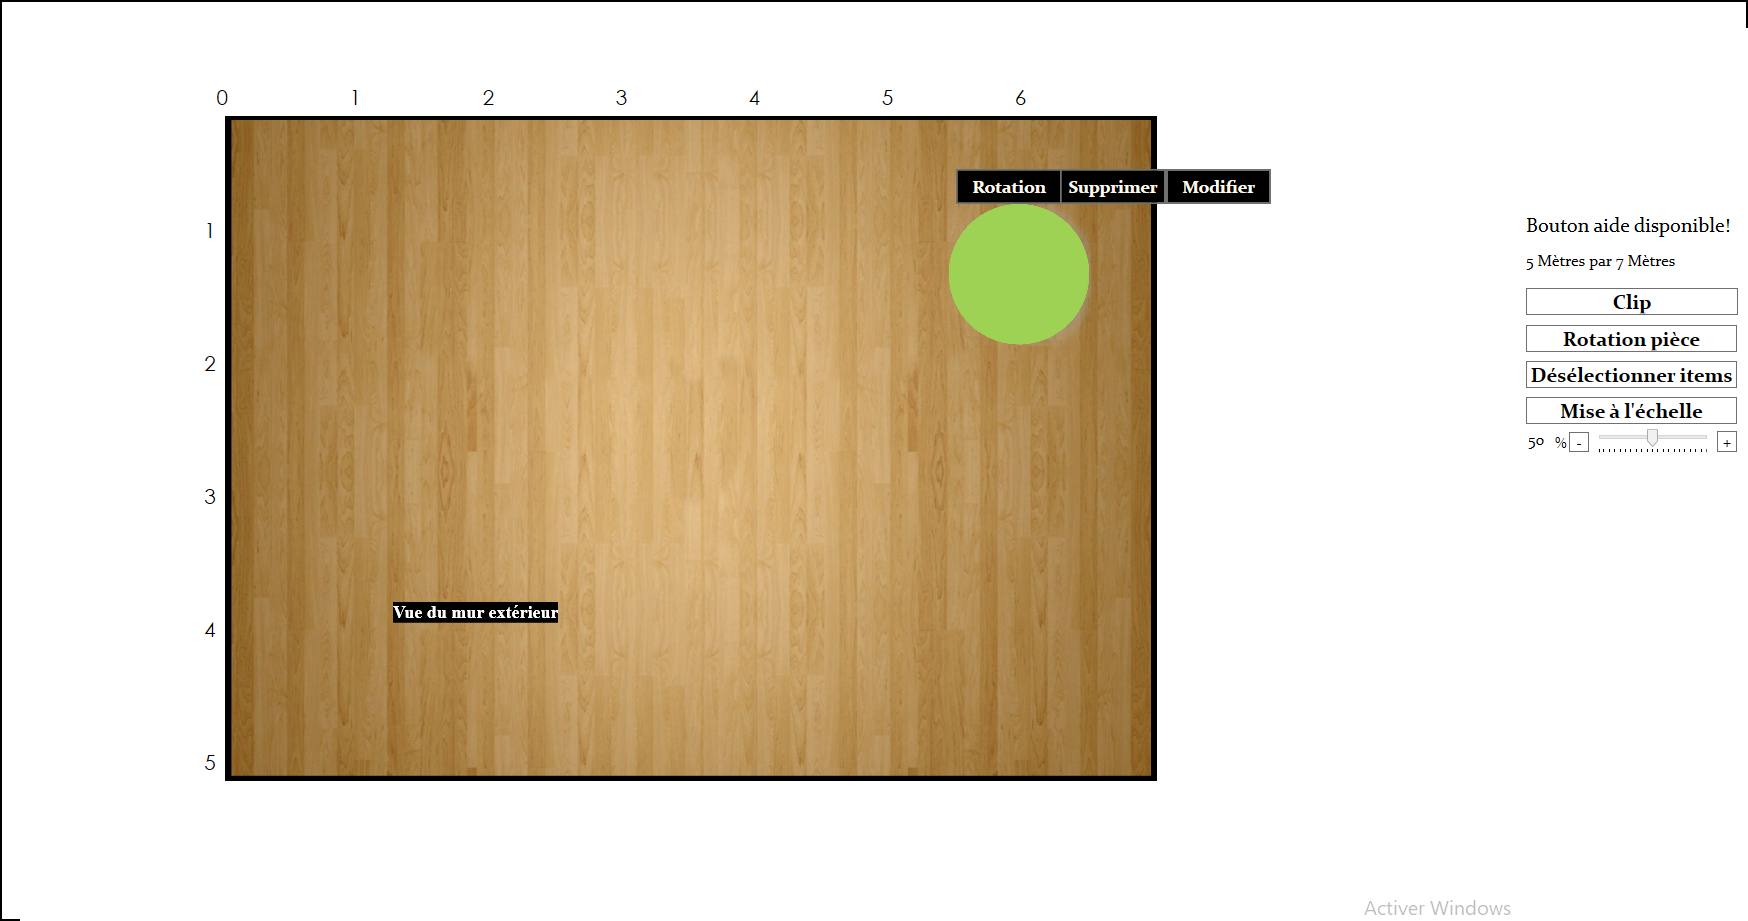 0 1 2 3 4 5 6
Rotation Supprimer Modifier
1
2
3
4
5
Vue du mur extérieur
Bouton aide disponible!
5 Mètres par 7 Mètres
Clip
Rotation pièce
Désélectionner items
Mise à l'échelle
50 % - +
Activer Windows